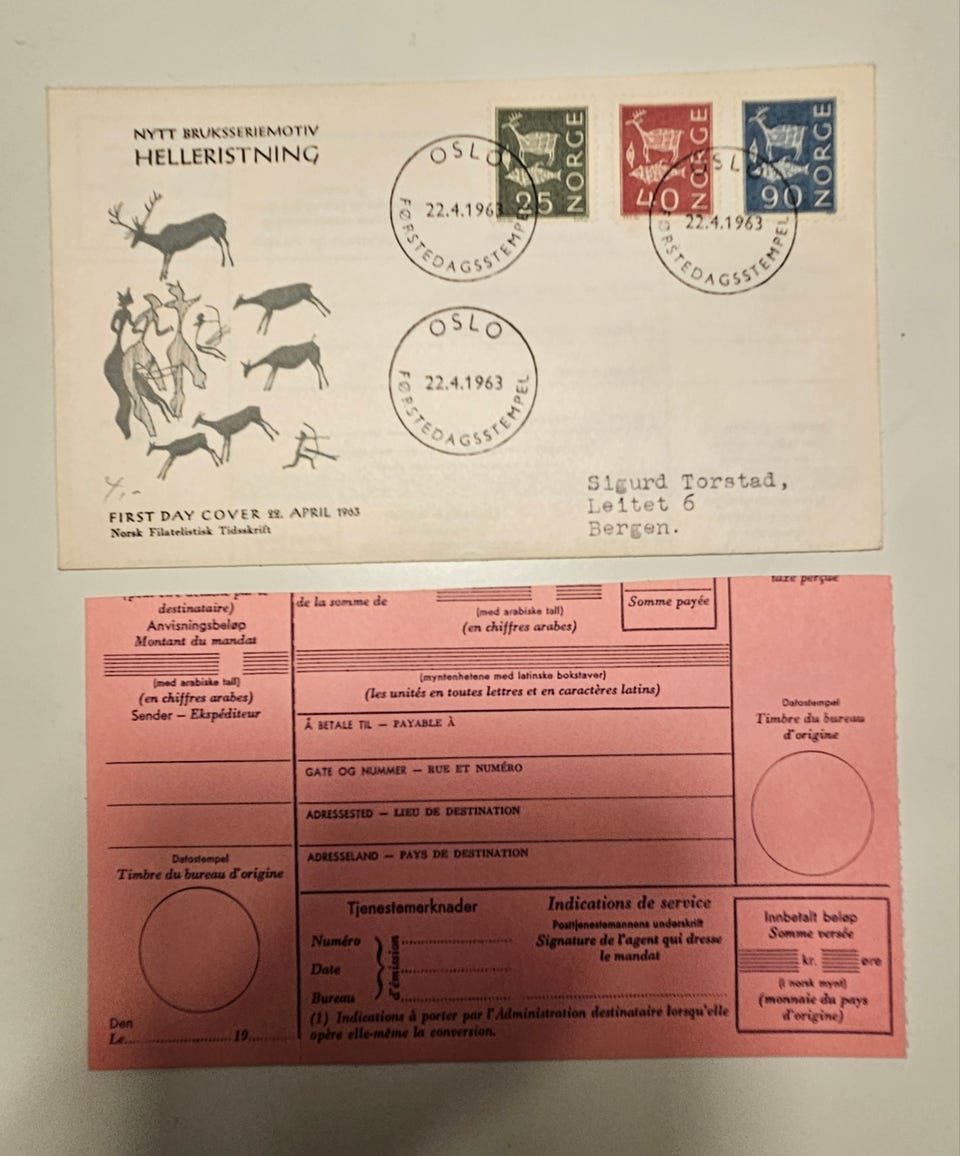 NYTT BRUKSSERIEMOTIV
HELLERISTNING
25 NORGE
40 NORGE
90 NORGE
OSLO
22.4.1963
FØRSTEDAGSSTEMPEL
OSLO
22.4.1963
FØRSTEDAGSSTEMPEL
OSLO
22.4.1963
FØRSTEDAGSSTEMPEL
FIRST DAY COVER 22. APRIL 1963
Norsk Filatelistisk Tidsskrift
Sigurd Torstad,
Leitet 6
Bergen.
destinataire)
Anvisningsbeløp
Montant du mandat
(med arabiske tall)
(en chiffres arabes)
Sender — Ekspéditeur
Datostempel
Timbre du bureau d'origine
Den
Le 19
de la somme de
(med arabiske tall)
(en chiffres arabes)
Somme payée
(myntenhetene med latinske bokstaver)
(les unités en toutes lettres et en caractères latins)
Å BETALE TIL — PAYABLE À
GATE OG NUMMER — RUE ET NUMÉRO
ADRESSESTED — LIEU DE DESTINATION
ADRESSELAND — PAYS DE DESTINATION
Tjenestemerknader
Indications de service
Numéro
Date
Bureau
d'émission
Posttjenestemannens underskrift
Signature de l'agent qui dresse
le mandat
(1) Indications à porter par l'Administration destinataire lorsqu'elle
opère elle-même la conversion.
taxe perçue
Datostempel
Timbre du bureau
d'origine
Innbetalt beløp
Somme versée
kr. øre
(i norsk mynt)
(monnaie du pays
d'origine)